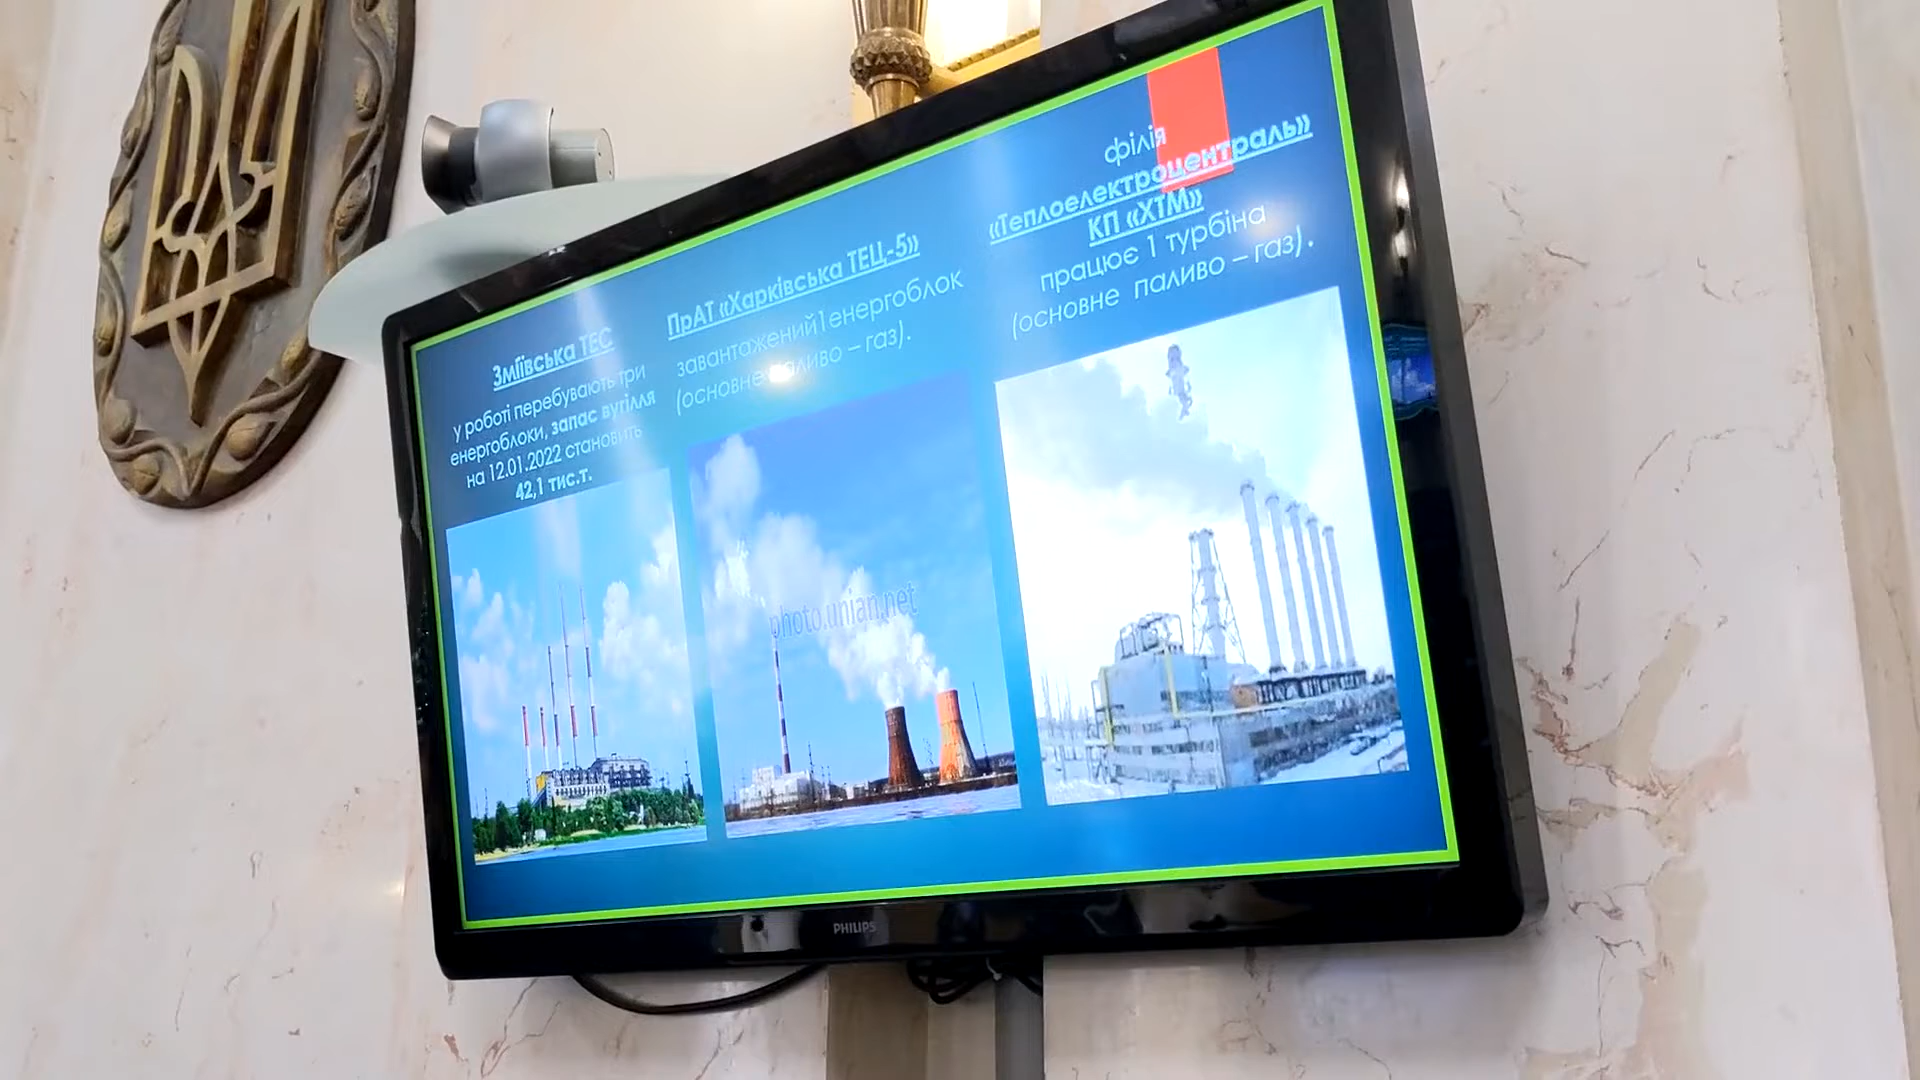 Зміївська ТЕС
У роботі перебувають три
енергоблоки, запас вугілля
на 12.01.2022 становить
42,1 тис.т.
ПрАТ «Харківська ТЕЦ-5»
завантажений1енергоблок
(основне паливо – газ).
філія
«Теплоелектроцентраль»
КП «ХТМ»
працює 1 турбіна
(основне паливо – газ).
photo.unian.net
PHILIPS